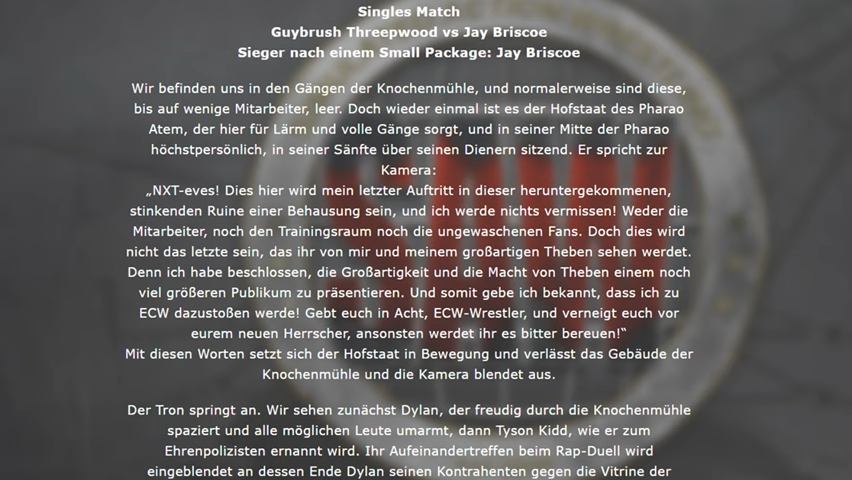 Singles Match
Guybrush Threepwood vs Jay Briscoe
Sieger nach einem Small Package: Jay Briscoe
Wir befinden uns in den Gängen der Knochenmühle, und normalerweise sind diese,
bis auf wenige Mitarbeiter, leer. Doch wieder einmal ist es der Hofstaat des Pharao
Atem, der hier für Lärm und volle Gänge sorgt, und in seiner Mitte der Pharao
höchstpersönlich, in seiner Sänfte über seinen Dienern sitzend. Er spricht zur
Kamera:
„NXT-eves! Dies hier wird mein letzter Auftritt in dieser heruntergekommenen,
stinkenden Ruine einer Behausung sein, und ich werde nichts vermissen! Weder die
Mitarbeiter, noch den Trainingsraum noch die ungewaschenen Fans. Doch dies wird
nicht das letzte sein, das ihr von mir und meinem großartigen Theben sehen werdet.
Denn ich habe beschlossen, die Großartigkeit und die Macht von Theben einem noch
viel größeren Publikum zu präsentieren. Und somit gebe ich bekannt, dass ich zu
ECW dazustoßen werde! Gebt euch in Acht, ECW-Wrestler, und verneigt euch vor
eurem neuen Herrscher, ansonsten werdet ihr es bitter bereuen!“
Mit diesen Worten setzt sich der Hofstaat in Bewegung und verlässt das Gebäude der
Knochenmühle und die Kamera blendet aus.
Der Tron springt an. Wir sehen zunächst Dylan, der freudig durch die Knochenmühle
spaziert und alle möglichen Leute umarmt, dann Tyson Kidd, wie er zum
Ehrenpolizisten ernannt wird. Ihr Aufeinandertreffen beim Rap-Duell wird
eingeblendet an dessen Ende Dylan seinen Kontrahenten gegen die Vitrine der